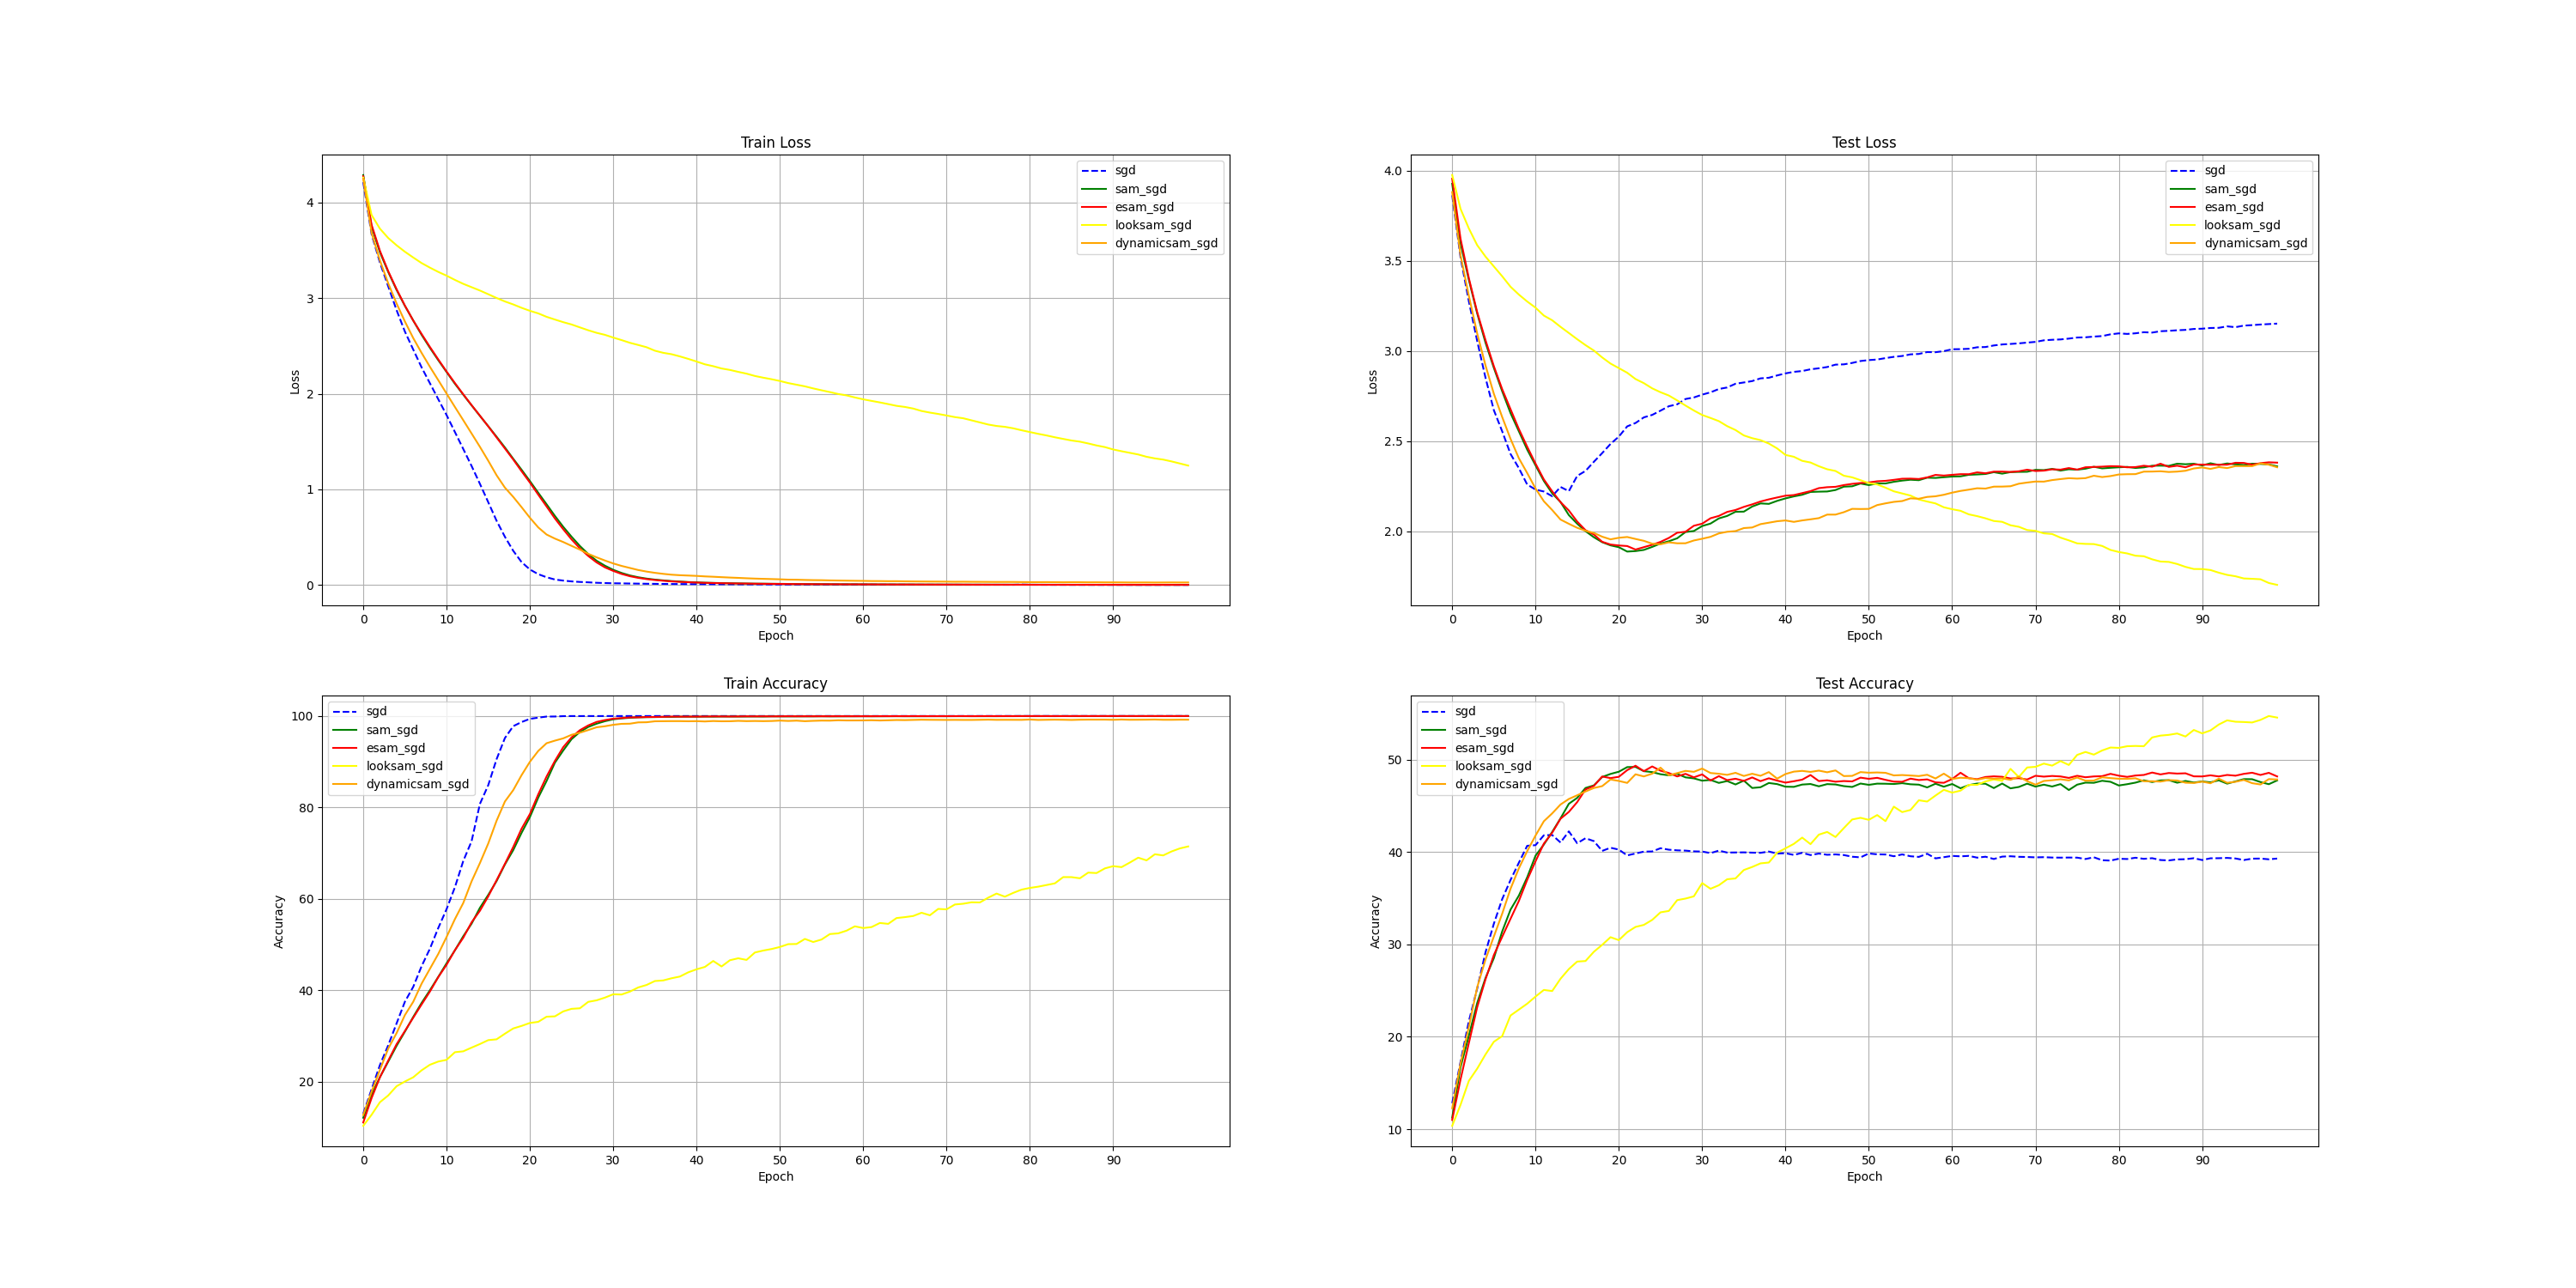 Train Loss
Loss
4
3
2
1
0
sgd
sam_sgd
esam_sgd
looksam_sgd
dynamicsam_sgd
0 10 20 30 40 50 60 70 80 90
Epoch
Test Loss
Loss
4.0
3.5
3.0
2.5
2.0
sgd
sam_sgd
esam_sgd
looksam_sgd
dynamicsam_sgd
0 10 20 30 40 50 60 70 80 90
Epoch
Train Accuracy
Accuracy
100
80
60
40
20
sgd
sam_sgd
esam_sgd
looksam_sgd
dynamicsam_sgd
0 10 20 30 40 50 60 70 80 90
Epoch
Test Accuracy
Accuracy
50
40
30
20
10
sgd
sam_sgd
esam_sgd
looksam_sgd
dynamicsam_sgd
0 10 20 30 40 50 60 70 80 90
Epoch